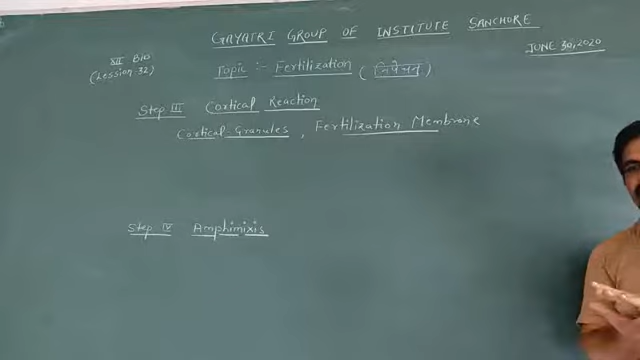 GAYATRI GROUP OF INSTITUTE SANCHORE
JUNE 30, 2020
XII Bio
(Lession-32)
Topic :- Fertilization (निषेचन)
Step III Cortical Reaction
Cortical Granules, Fertilization Membrane
Step IV Amphimixis